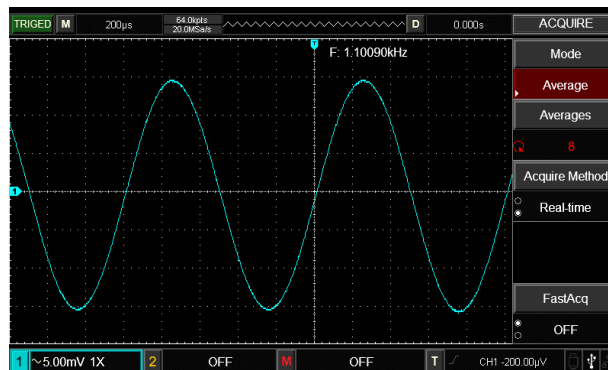 TRIGED M 200μs 64.0kpts D 0.000s ACQUIRE
20.0MSa/s
T
F: 1.10090kHz
Mode
Average
Averages
8
1
Acquire Method
Real-time
FastAcq
OFF
1 ~5.00mV 1X 2 OFF M OFF T CH1 -200.00μV